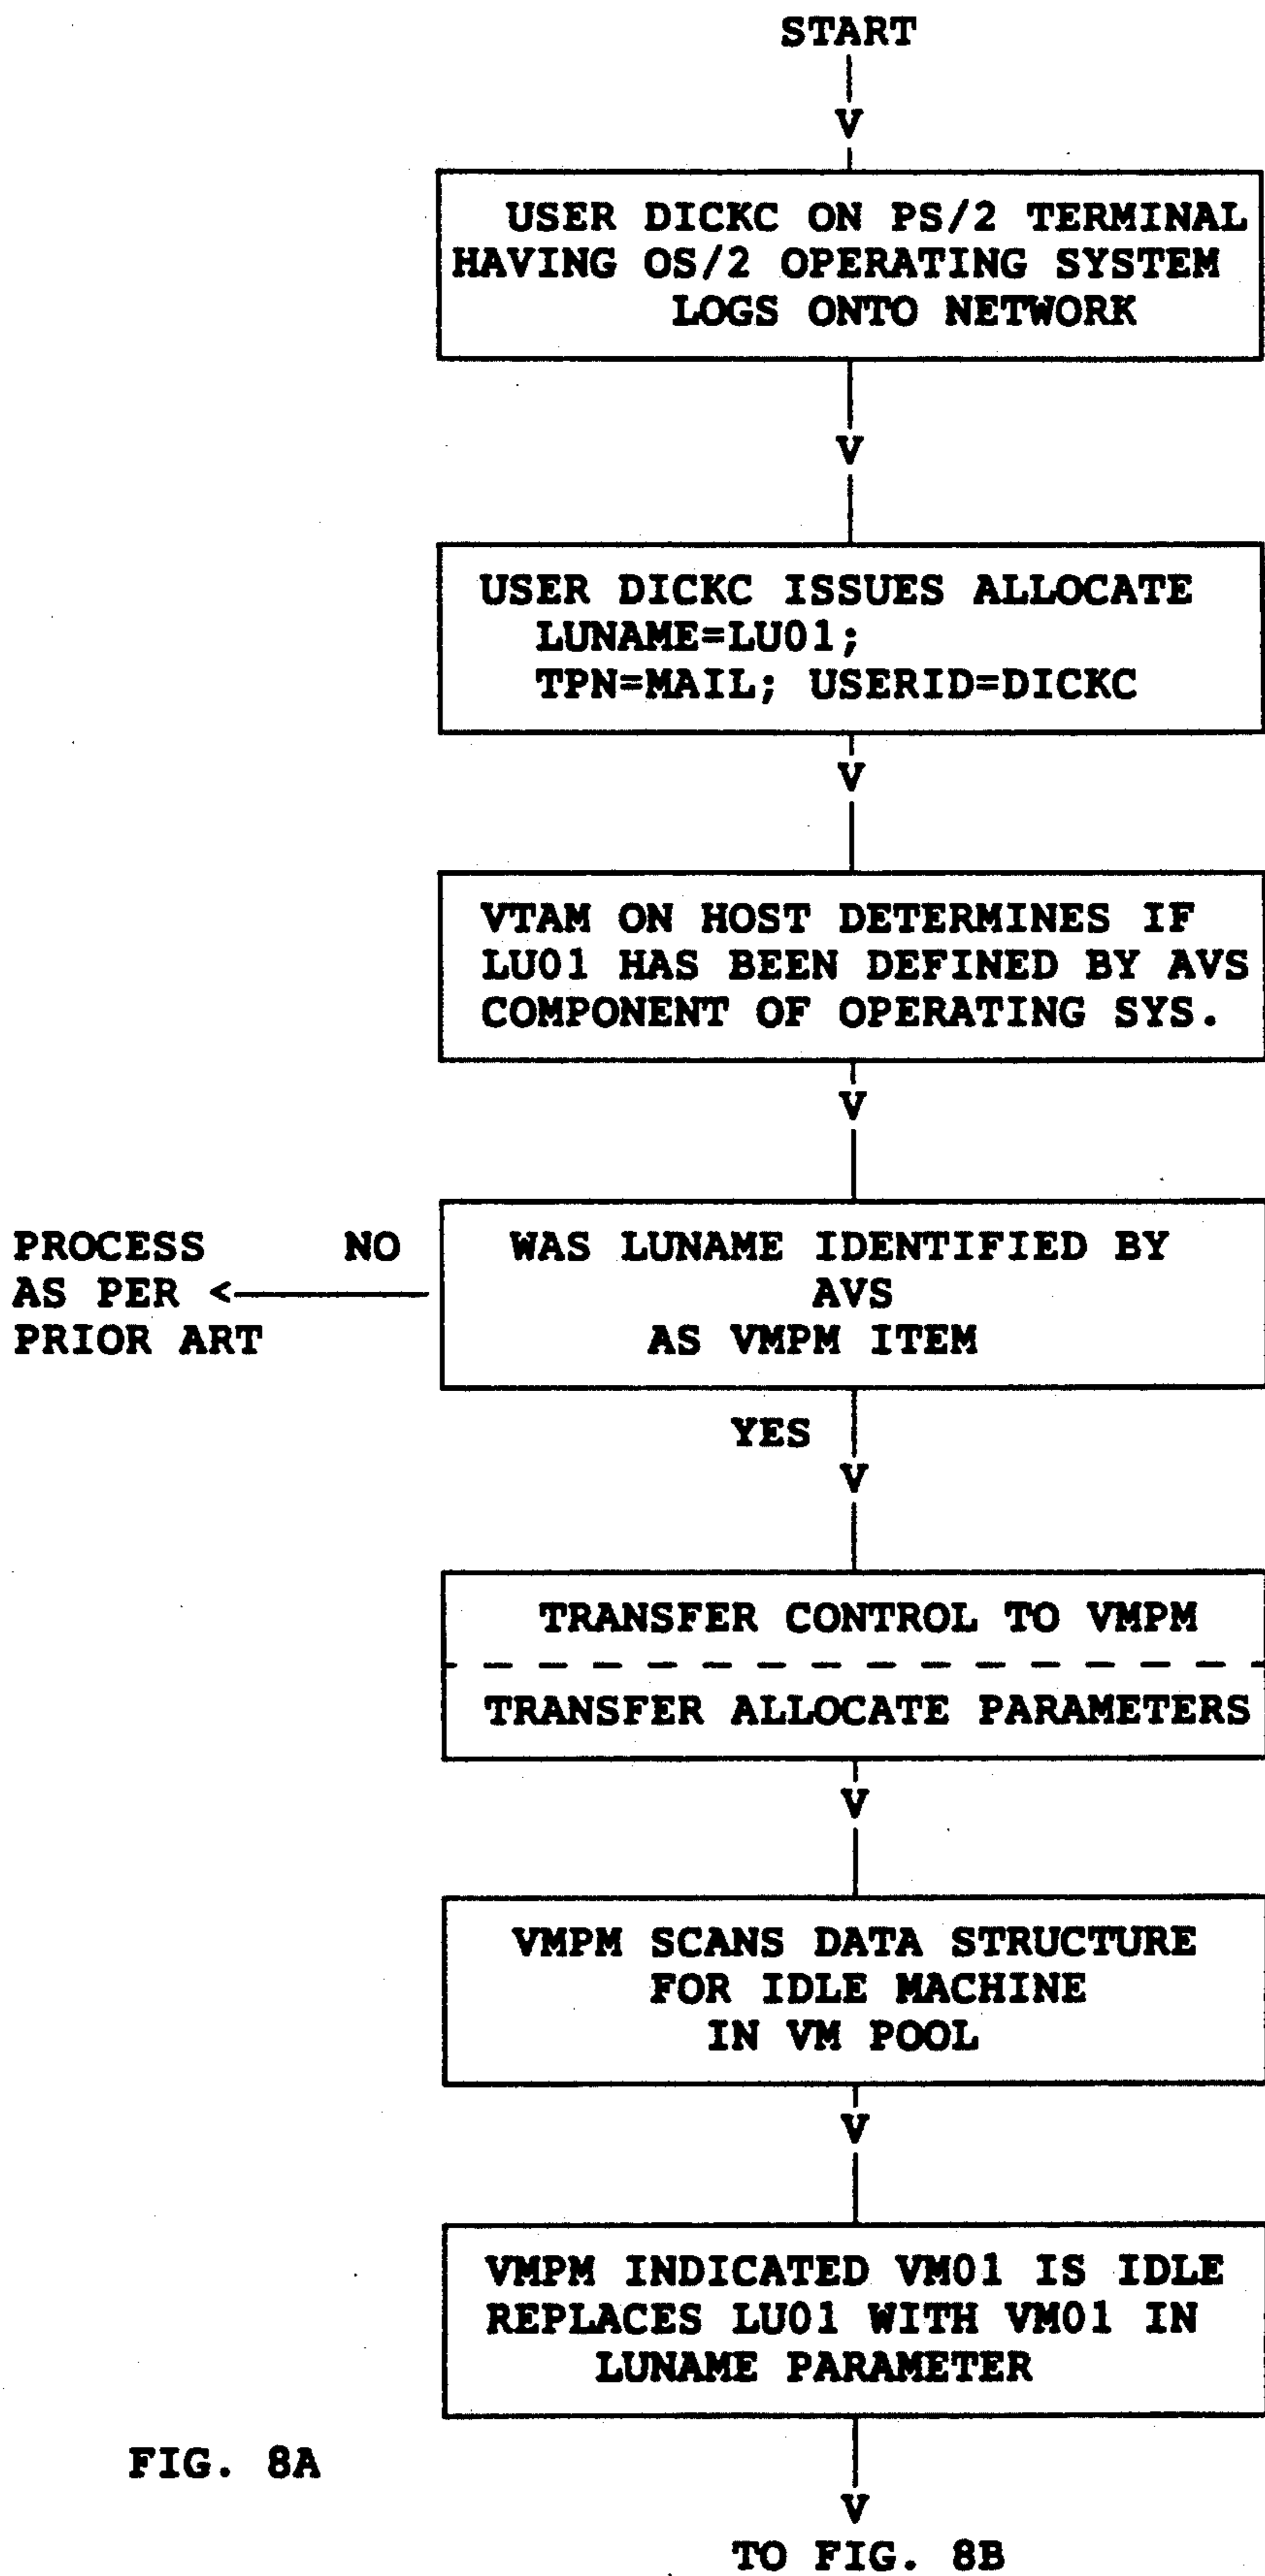 START
V
USER DICKC ON PS/2 TERMINAL
HAVING OS/2 OPERATING SYSTEM
LOGS ONTO NETWORK
V
USER DICKC ISSUES ALLOCATE
LUNAME=LU01;
TPN=MAIL; USERID=DICKC
V
VTAM ON HOST DETERMINES IF
LU01 HAS BEEN DEFINED BY AVS
COMPONENT OF OPERATING SYS.
V
WAS LUNAME IDENTIFIED BY
AVS
AS VMPM ITEM
NO
PROCESS
AS PER <
PRIOR ART
YES
V
TRANSFER CONTROL TO VMPM
TRANSFER ALLOCATE PARAMETERS
V
VMPM SCANS DATA STRUCTURE
FOR IDLE MACHINE
IN VM POOL
V
VMPM INDICATED VM01 IS IDLE
REPLACES LU01 WITH VM01 IN
LUNAME PARAMETER
V
TO FIG. 8B
FIG. 8A